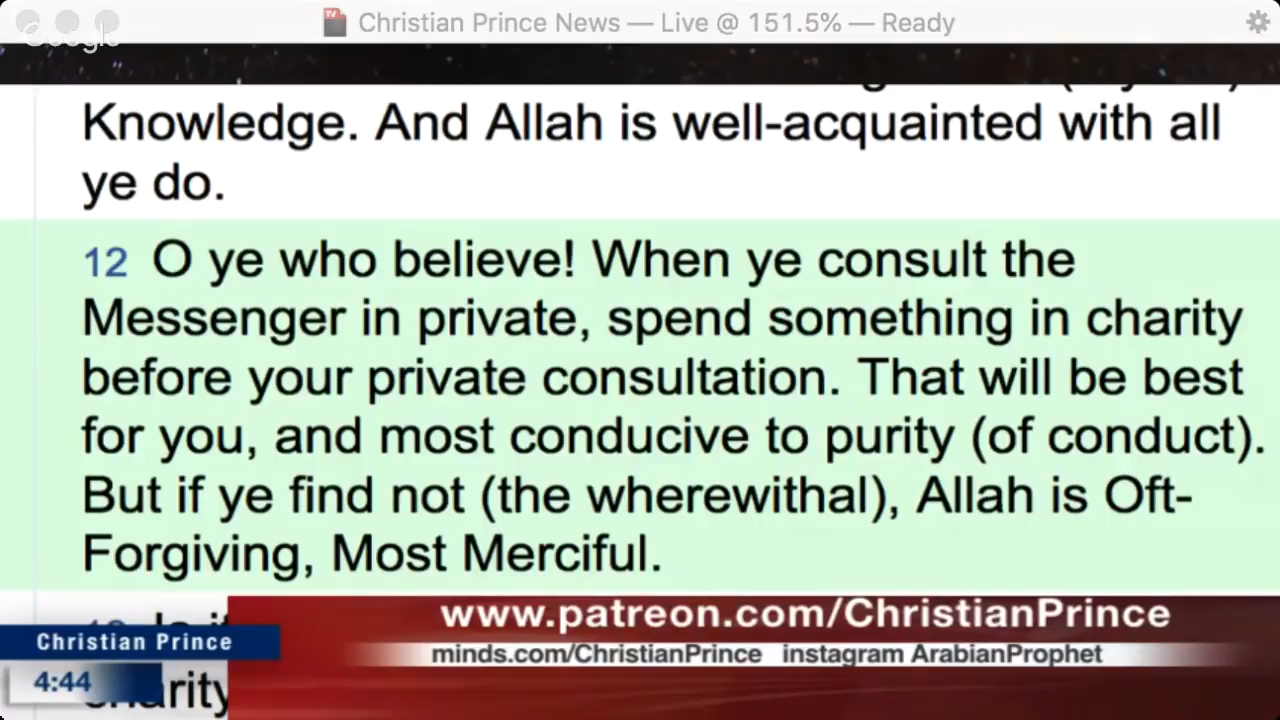 Christian Prince News — Live @ 151.5% — Ready
Google
Knowledge. And Allah is well-acquainted with all
ye do.
12 O ye who believe! When ye consult the
Messenger in private, spend something in charity
before your private consultation. That will be best
for you, and most conducive to purity (of conduct).
But if ye find not (the wherewithal), Allah is Oft-
Forgiving, Most Merciful.
www.patreon.com/ChristianPrince
Christian Prince
minds.com/ChristianPrince instagram ArabianProphet
4:44